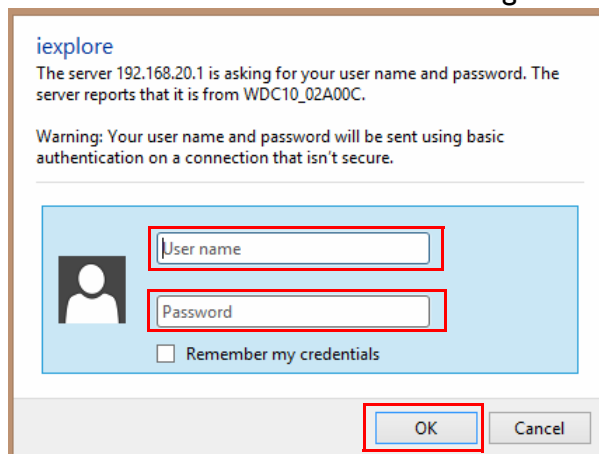 iexplore
The server 192.168.20.1 is asking for your user name and password. The
server reports that it is from WDC10_02A00C.
Warning: Your user name and password will be sent using basic
authentication on a connection that isn't secure.
User name
Password
Remember my credentials
OK Cancel